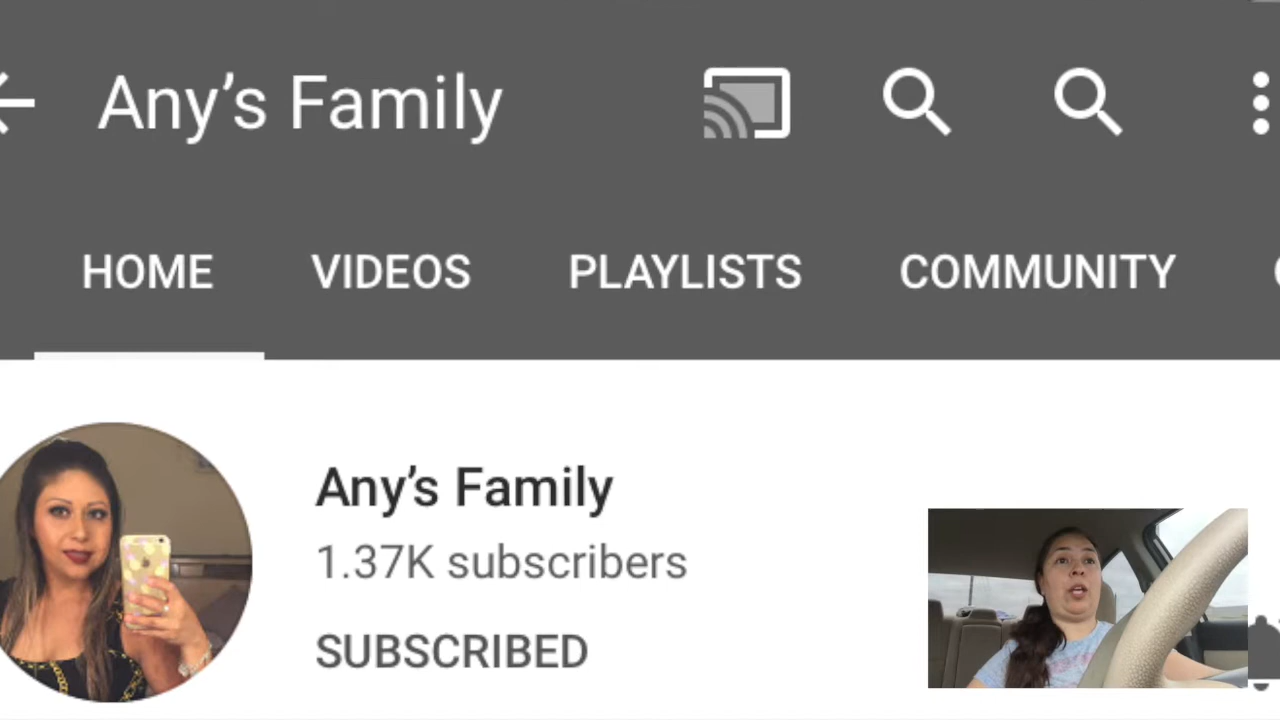 Any's Family
HOME VIDEOS PLAYLISTS COMMUNITY
Any's Family
1.37K subscribers
SUBSCRIBED